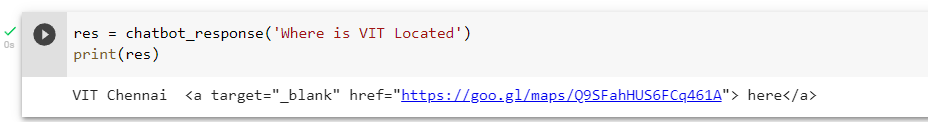 0s
res = chatbot_response('Where is VIT Located')
print(res)
VIT Chennai  <a target="_blank" href="https://goo.gl/maps/Q9SFahHUS6FCq461A"> here</a>